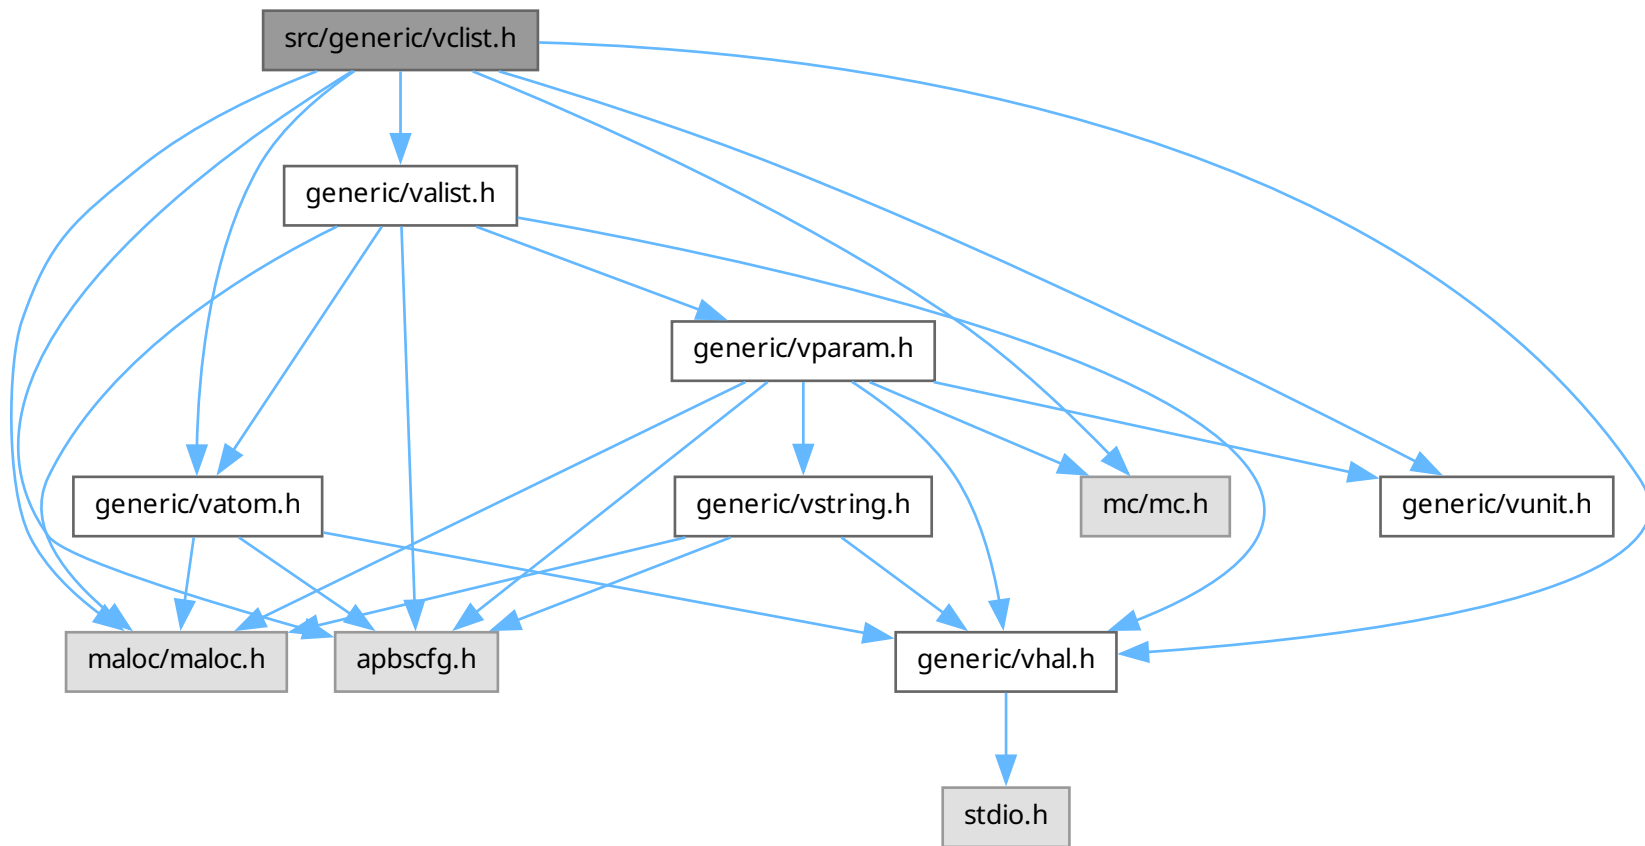 src/generic/vclist.h
generic/valist.h
generic/vparam.h
generic/vatom.h
generic/vstring.h
mc/mc.h
generic/vunit.h
maloc/maloc.h
apbscfg.h
generic/vhal.h
stdio.h